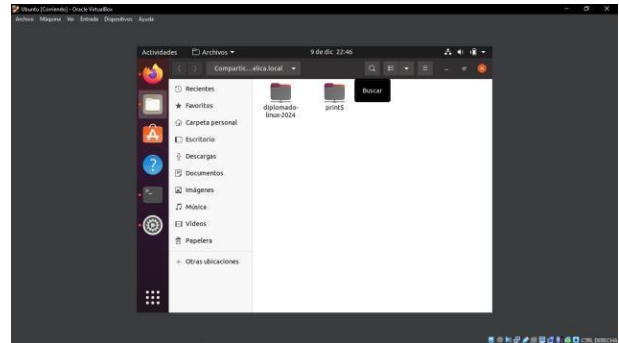 Ubuntu [Corriendo] - Oracle VirtualBox
Archivo Máquina Ver Entrada Dispositivos Ayuda
Actividades Archivos 9 de dic 22:46
Compartic...elica.local
Buscar
Recientes
Favoritos
Carpeta personal
Escritorio
Descargas
Documentos
Imágenes
Música
Vídeos
Papelera
Otras ubicaciones
diplomado-
linux-2024
print$
CTRL DERECHA